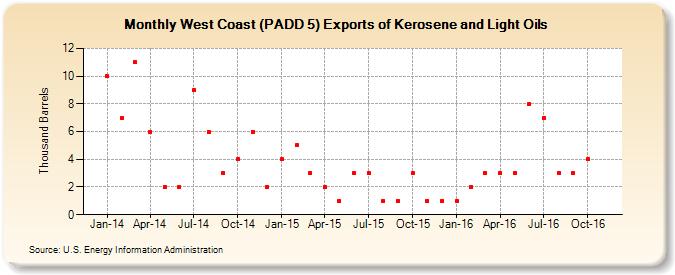 Monthly West Coast (PADD 5) Exports of Kerosene and Light Oils
Thousand Barrels
12
10
8
6
4
2
0
Jan-14 Apr-14 Jul-14 Oct-14 Jan-15 Apr-15 Jul-15 Oct-15 Jan-16 Apr-16 Jul-16 Oct-16
Source: U.S. Energy Information Administration